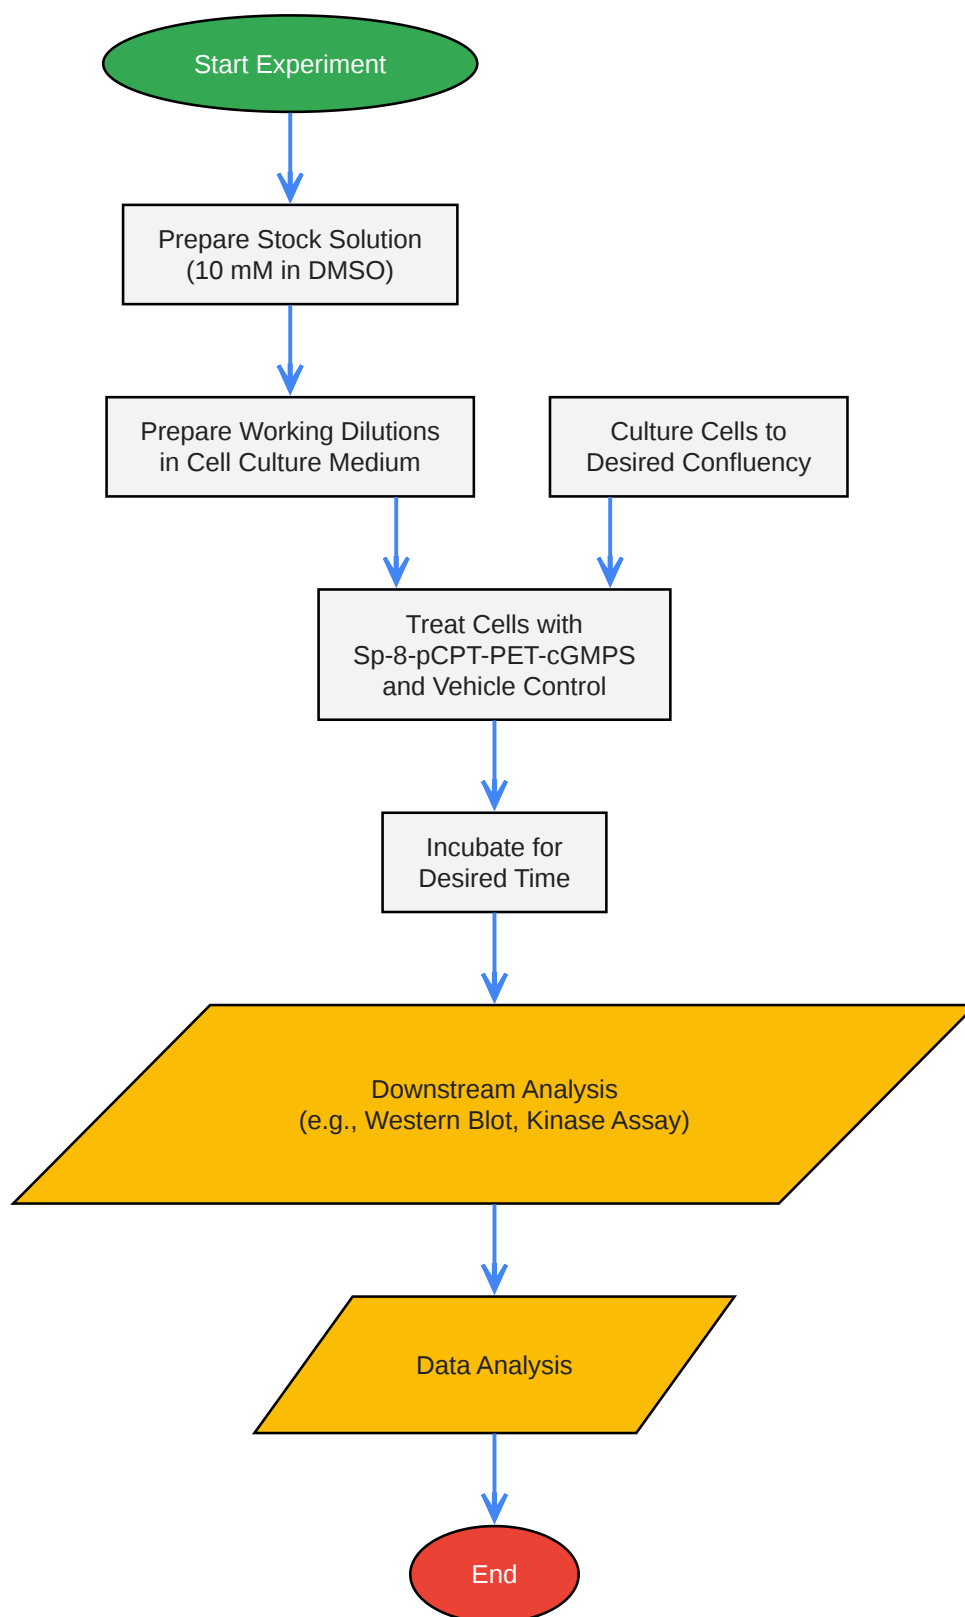 Start Experiment
Prepare Stock Solution
(10 mM in DMSO)
Prepare Working Dilutions
in Cell Culture Medium
Culture Cells to
Desired Confluency
Treat Cells with
Sp-8-pCPT-PET-cGMPS
and Vehicle Control
Incubate for
Desired Time
Downstream Analysis
(e.g., Western Blot, Kinase Assay)
Data Analysis
End